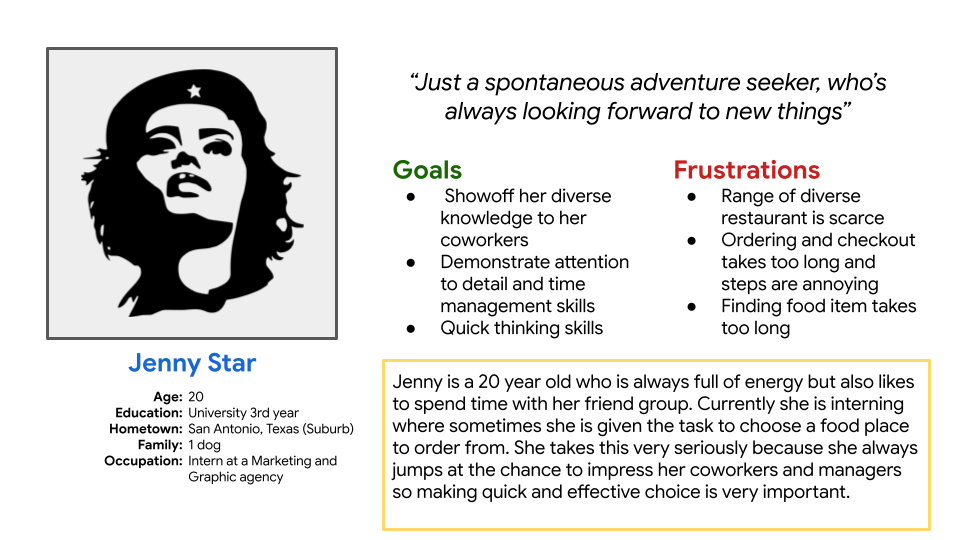 “Just a spontaneous adventure seeker, who’s
always looking forward to new things”
Goals
● Showoff her diverse
knowledge to her
coworkers
● Demonstrate attention
to detail and time
management skills
● Quick thinking skills
Frustrations
● Range of diverse
restaurant is scarce
● Ordering and checkout
takes too long and
steps are annoying
● Finding food item takes
too long
Jenny Star
Age: 20
Education: University 3rd year
Hometown: San Antonio, Texas (Suburb)
Family: 1 dog
Occupation: Intern at a Marketing and
Graphic agency
Jenny is a 20 year old who is always full of energy but also likes
to spend time with her friend group. Currently she is interning
where sometimes she is given the task to choose a food place
to order from. She takes this very seriously because she always
jumps at the chance to impress her coworkers and managers
so making quick and effective choice is very important.